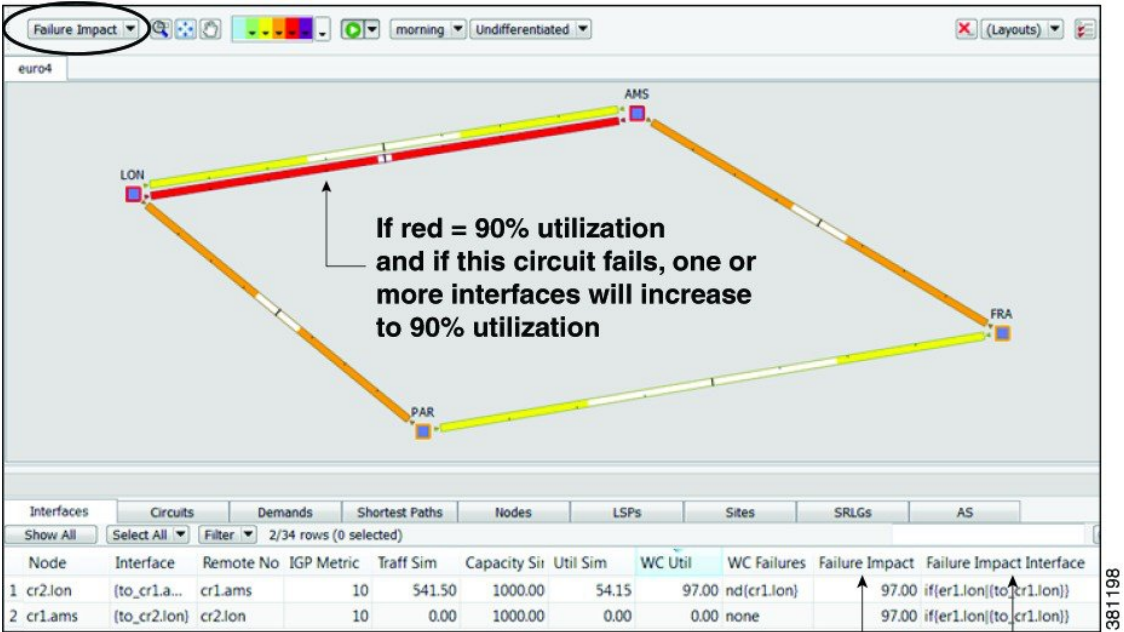 Failure Impact
morning
Undifferentiated
(Layouts)
euro4
AMS
LON
If red = 90% utilization
and if this circuit fails, one or
more interfaces will increase
to 90% utilization
FRA
PAR
Interfaces Circuits Demands Shortest Paths Nodes LSPs Sites SRLGs AS
Show All Select All Filter 2/34 rows (0 selected)
Node Interface Remote No IGP Metric Traff Sim Capacity Sir Util Sim WC Util WC Failures Failure Impact Failure Impact Interface
1 cr2.lon {to_cr1.a... cr1.ams 10 541.50 1000.00 54.15 97.00 nd{cr1.lon} 97.00 if{er1.lon|{to_cr1.lon}}
2 cr1.ams {to_cr2.lon} cr2.lon 10 0.00 1000.00 0.00 0.00 none 97.00 if{er1.lon|{to_cr1.lon}}
381198